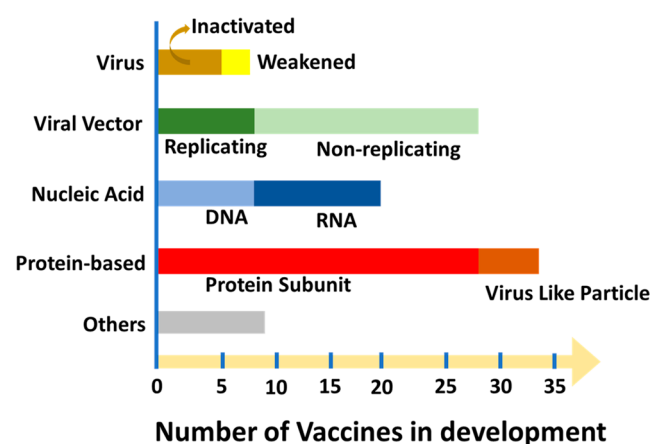 Inactivated
Virus
Weakened
Viral Vector
Replicating
Non-replicating
Nucleic Acid
DNA
RNA
Protein-based
Protein Subunit
Virus Like Particle
Others
0 5 10 15 20 25 30 35
Number of Vaccines in development